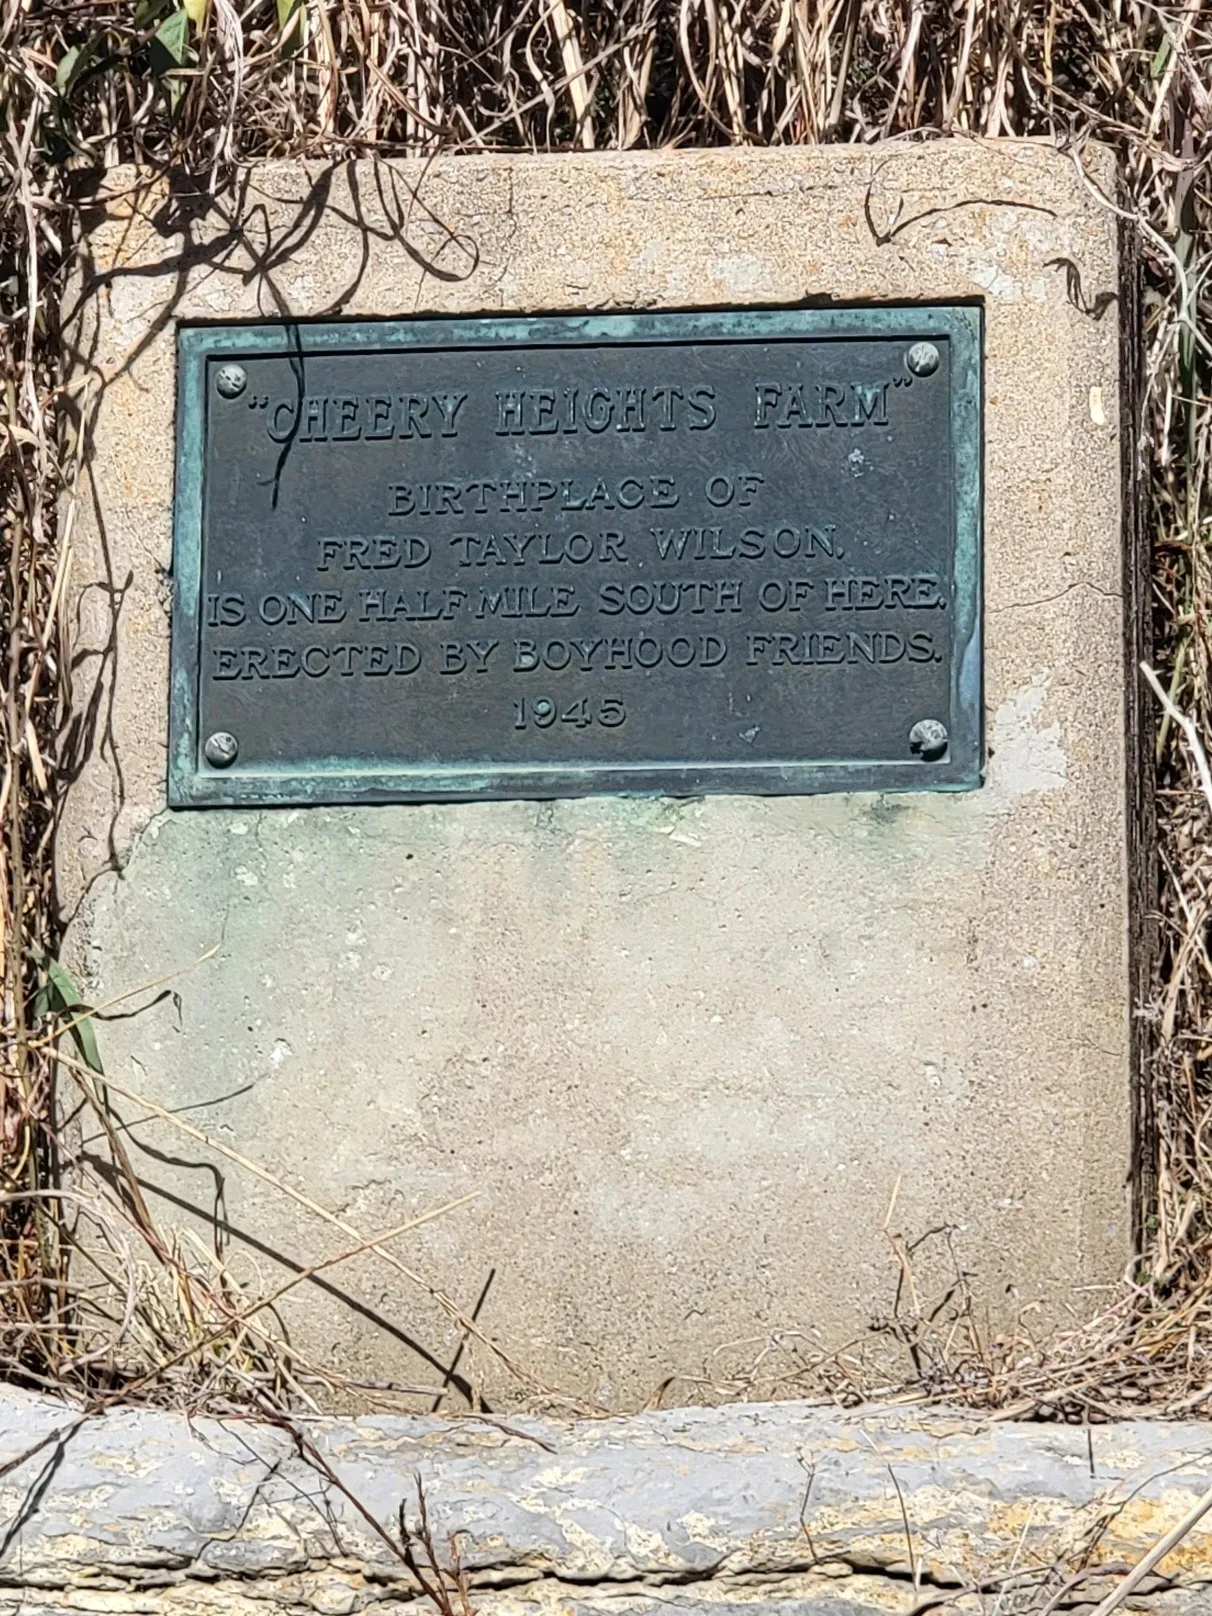 "CHEERY HEIGHTS FARM"
BIRTHPLACE OF
FRED TAYLOR WILSON,
IS ONE HALF MILE SOUTH OF HERE.
ERECTED BY BOYHOOD FRIENDS.
1945